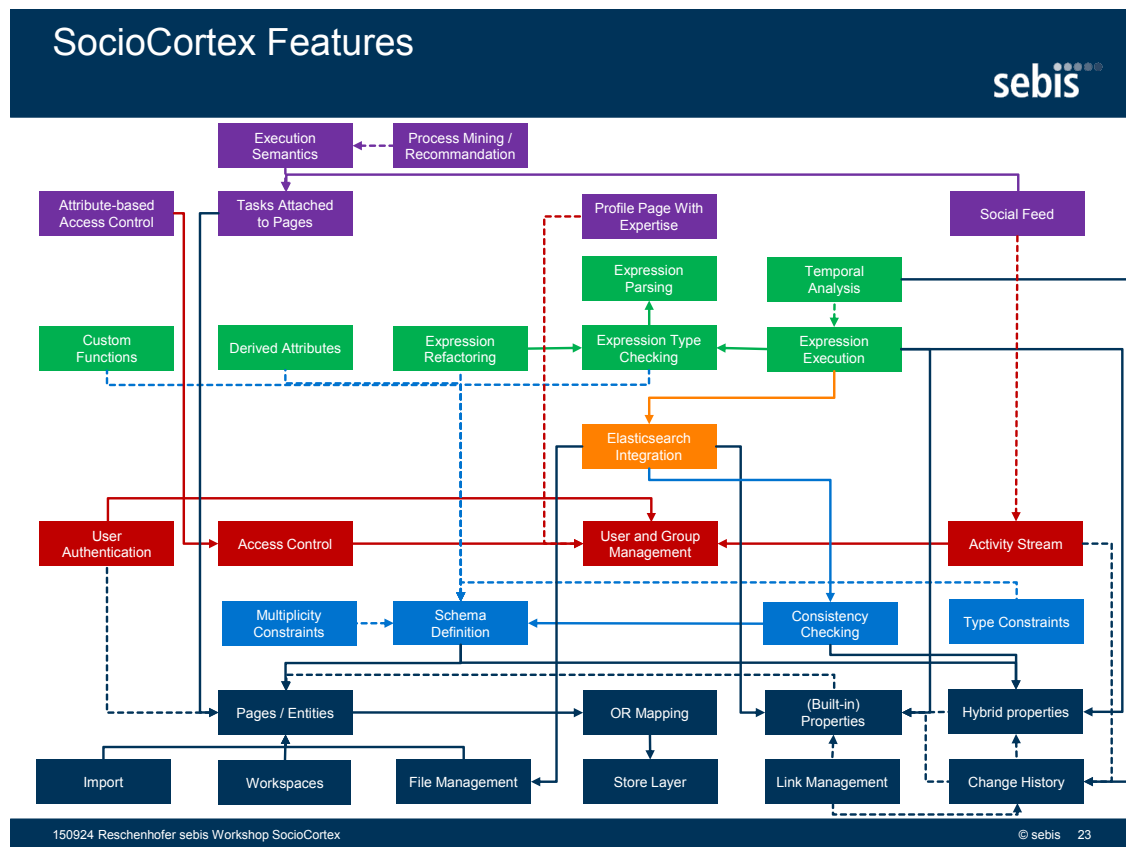 SocioCortex Features
sebis
Execution
Semantics
Process Mining /
Recommandation
Attribute-based
Access Control
Tasks Attached
to Pages
Profile Page With
Expertise
Social Feed
Expression
Parsing
Temporal
Analysis
Custom
Functions
Derived Attributes
Expression
Refactoring
Expression Type
Checking
Expression
Execution
Elasticsearch
Integration
User
Authentication
Access Control
User and Group
Management
Activity Stream
Multiplicity
Constraints
Schema
Definition
Consistency
Checking
Type Constraints
Pages / Entities
OR Mapping
(Built-in)
Properties
Hybrid properties
Import
Workspaces
File Management
Store Layer
Link Management
Change History
150924 Reschenhofer sebis Workshop SocioCortex
© sebis 23